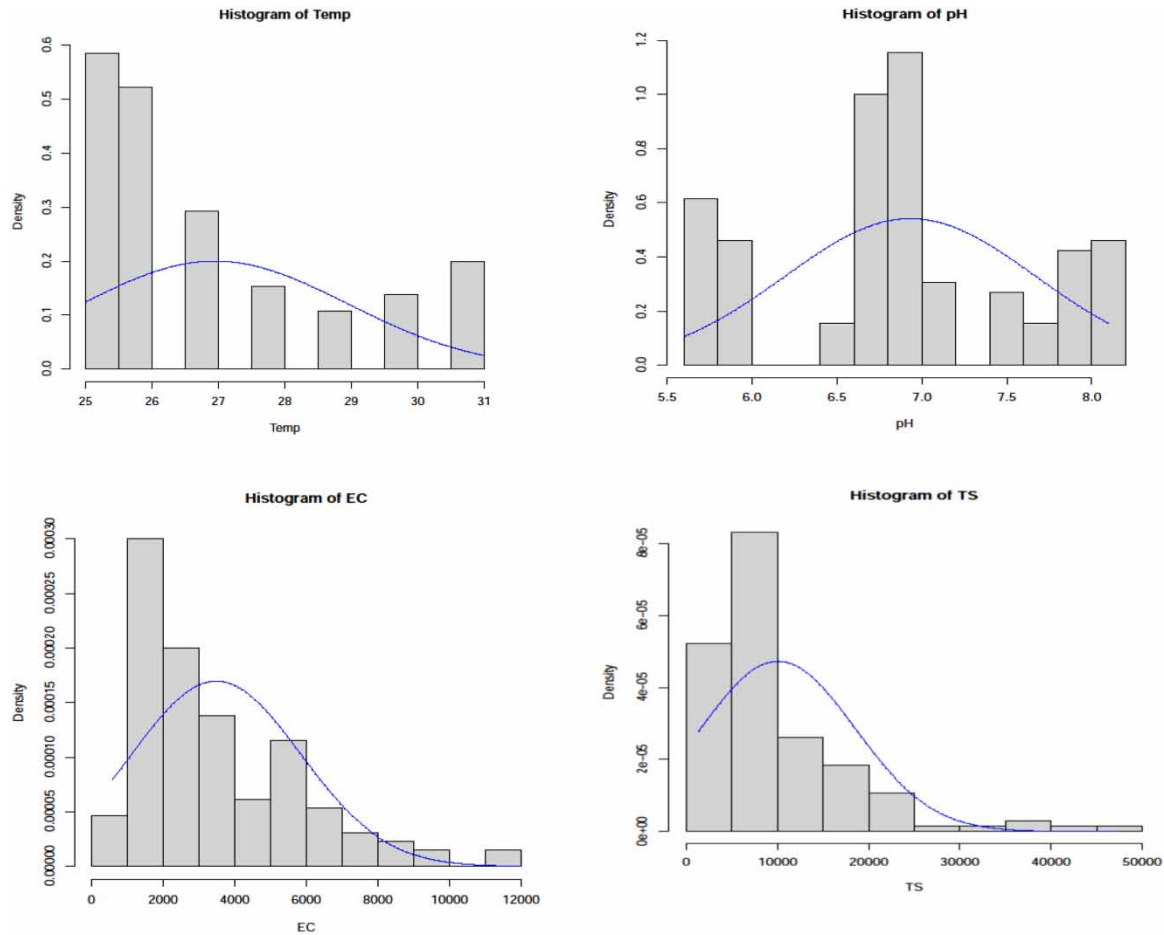 Histogram of Temp
Density
0.0 0.1 0.2 0.3 0.4 0.5 0.6
25 26 27 28 29 30 31
Temp
Histogram of pH
Density
0.0 0.2 0.4 0.6 0.8 1.0 1.2
5.5 6.0 6.5 7.0 7.5 8.0
pH
Histogram of EC
Density
0.00000 0.00005 0.00010 0.00015 0.00020 0.00025 0.00030
0 2000 4000 6000 8000 10000 12000
EC
Histogram of TS
Density
0e+00 2e-05 4e-05 6e-05 8e-05
0 10000 20000 30000 40000 50000
TS